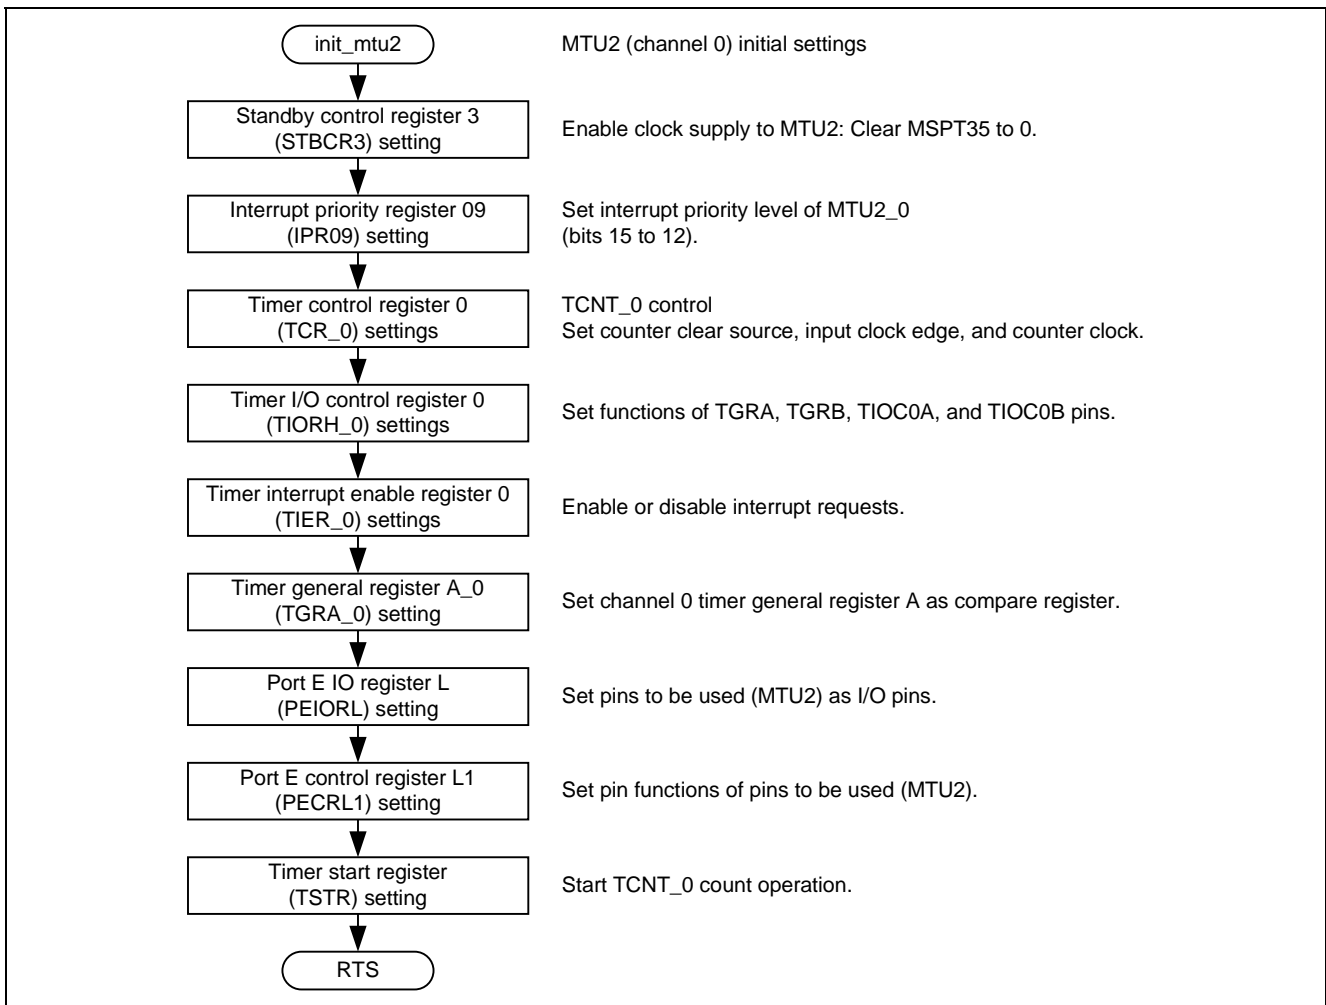 init_mtu2
MTU2 (channel 0) initial settings
Standby control register 3
(STBCR3) setting
Enable clock supply to MTU2: Clear MSPT35 to 0.
Interrupt priority register 09
(IPR09) setting
Set interrupt priority level of MTU2_0
(bits 15 to 12).
Timer control register 0
(TCR_0) settings
TCNT_0 control
Set counter clear source, input clock edge, and counter clock.
Timer I/O control register 0
(TIORH_0) settings
Set functions of TGRA, TGRB, TIOC0A, and TIOC0B pins.
Timer interrupt enable register 0
(TIER_0) settings
Enable or disable interrupt requests.
Timer general register A_0
(TGRA_0) setting
Set channel 0 timer general register A as compare register.
Port E IO register L
(PEIORL) setting
Set pins to be used (MTU2) as I/O pins.
Port E control register L1
(PECRL1) setting
Set pin functions of pins to be used (MTU2).
Timer start register
(TSTR) setting
Start TCNT_0 count operation.
RTS